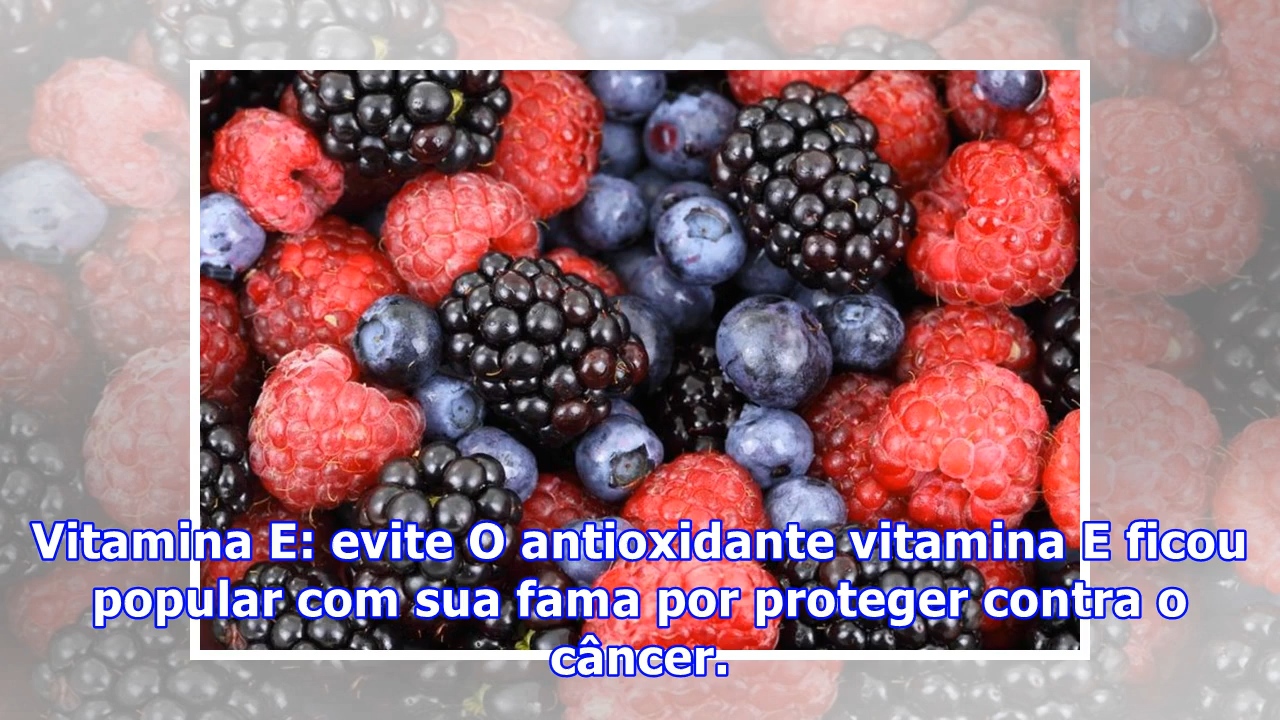 Vitamina E: evite O antioxidante vitamina E ficou
popular com sua fama por proteger contra o
câncer.